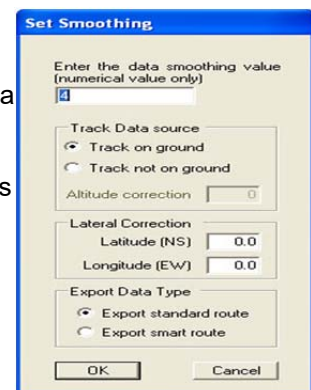 Set Smoothing
Enter the data smoothing value
(numerical value only)
a
4
Track Data source
Track on ground
Track not on ground
s
Altitude correction 0
Lateral Correction
Latitude (NS) 0.0
Longitude (EW) 0.0
Export Data Type
Export standard route
Export smart route
OK Cancel